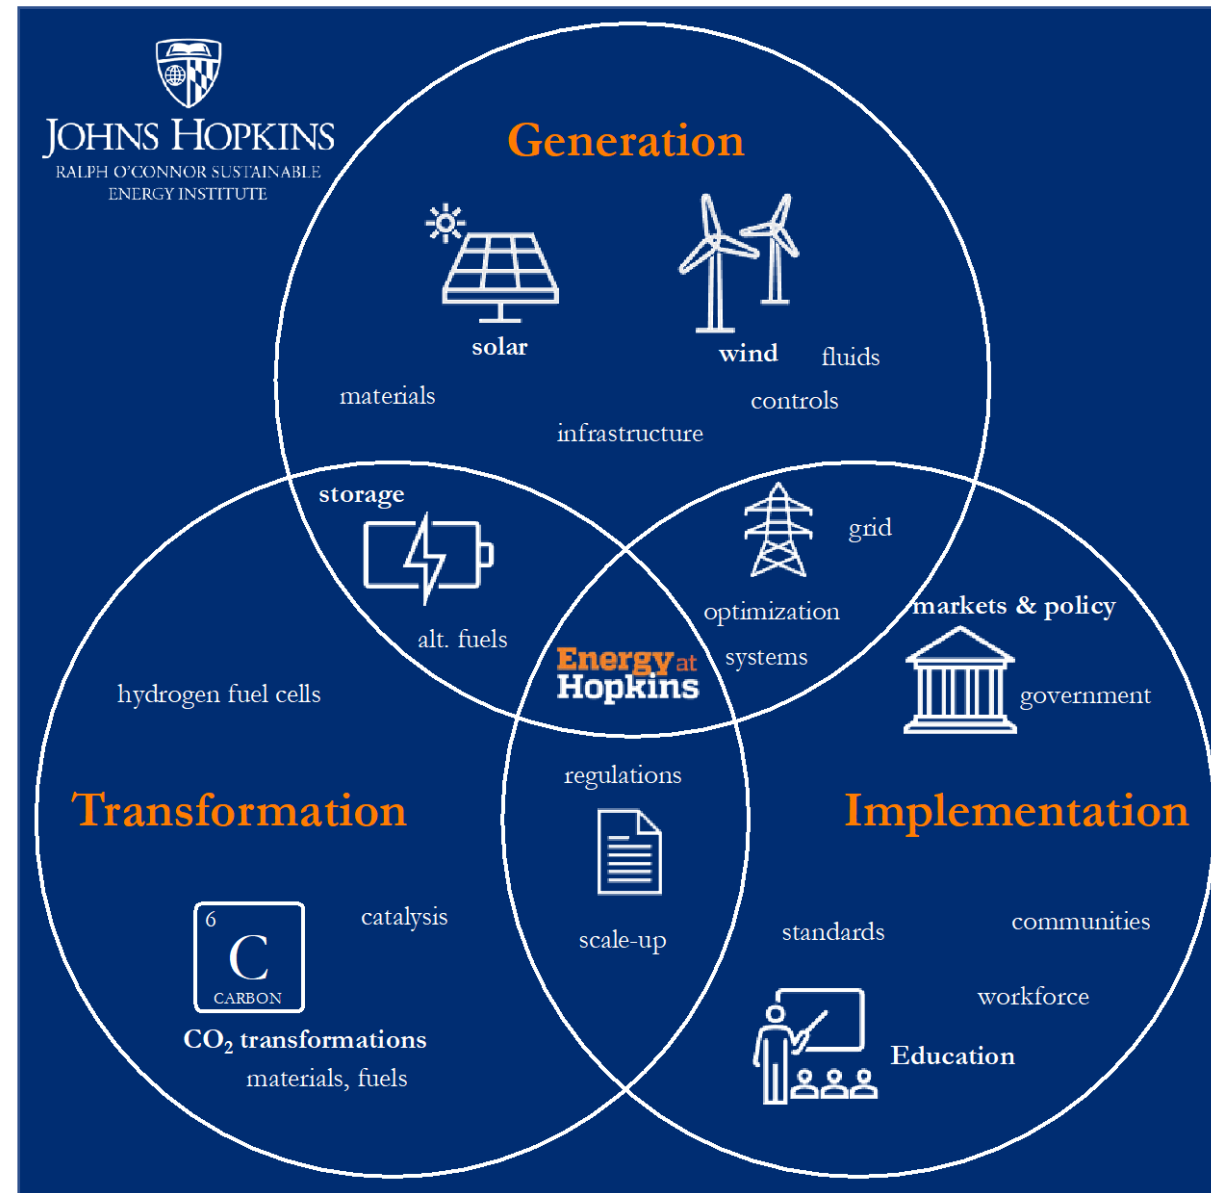 JOHNS HOPKINS
RALPH O'CONNOR SUSTAINABLE
ENERGY INSTITUTE
Generation
solar
wind
fluids
materials
controls
infrastructure
storage
grid
alt. fuels
optimization
systems
markets & policy
government
Energy at
Hopkins
hydrogen fuel cells
regulations
Transformation
Implementation
scale-up
catalysis
6
C
CARBON
CO₂ transformations
materials, fuels
standards
communities
workforce
Education